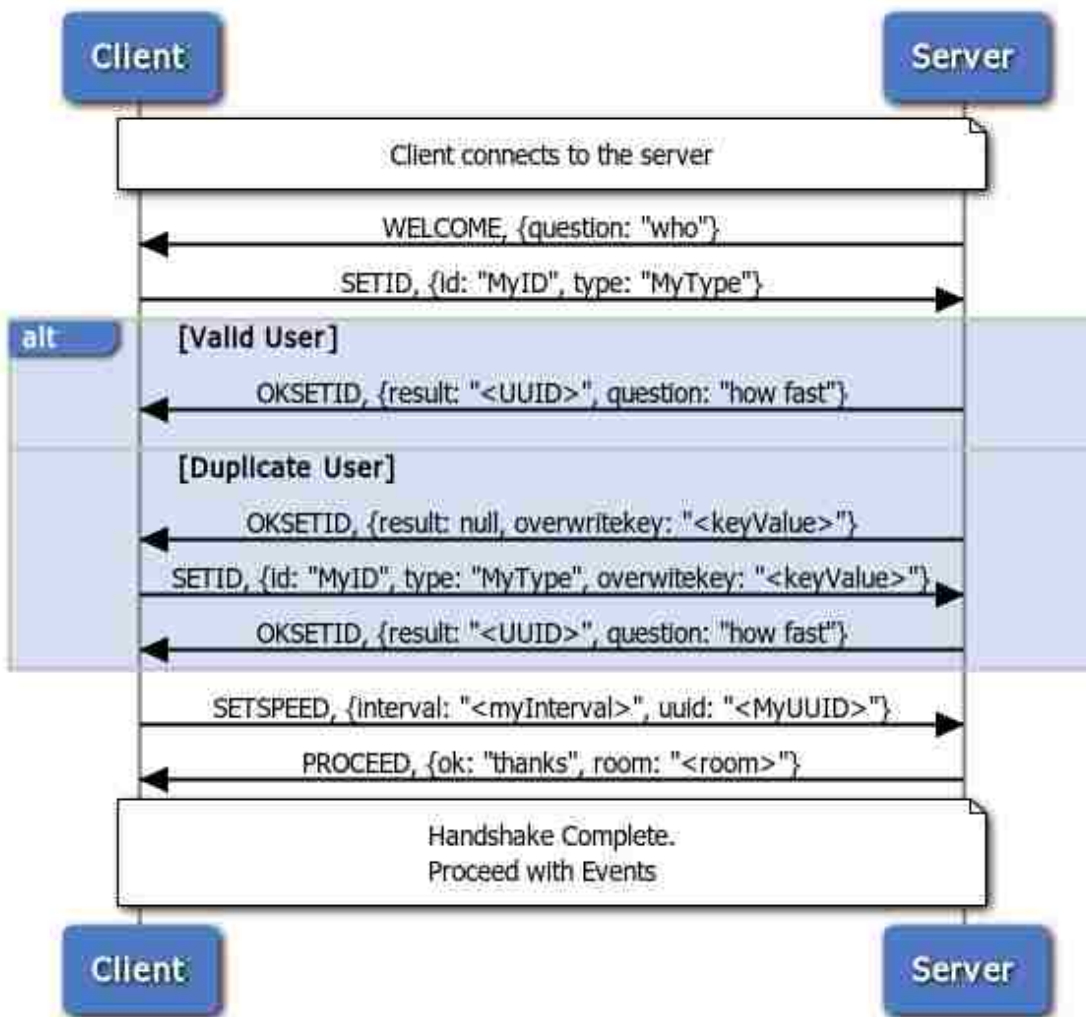 Client
Server
Client connects to the server
WELCOME, {question: "who"}
SETID, {id: "MyID", type: "MyType"}
alt
[Valid User]
OKSETID, {result: "<UUID>", question: "how fast"}
[Duplicate User]
OKSETID, {result: null, overwritekey: "<keyValue>"}
SETID, {id: "MyID", type: "MyType", overwitekey: "<keyValue>"}
OKSETID, {result: "<UUID>", question: "how fast"}
SETSPEED, {interval: "<myInterval>", uuid: "<MyUUID>"}
PROCEED, {ok: "thanks", room: "<room>"}
Handshake Complete.
Proceed with Events
Client
Server